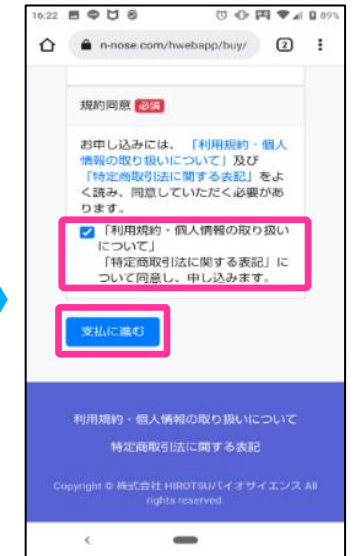 16:22
89%
n-nose.com/hwebapp/buy/
2
規約同意 必須
お申し込みには、「利用規約・個人
情報の取り扱いについて」及び
「特定商取引法に関する表記」をよ
く読み、同意していただく必要があ
ります。
「利用規約・個人情報の取り扱い
について」
「特定商取引法に関する表記」に
ついて同意し、申し込みます。
支払に進む
利用規約・個人情報の取り扱いについて
特定商取引法に関する表記
Copyright © 株式会社 HIROTSUバイオサイエンス All
rights reserved.